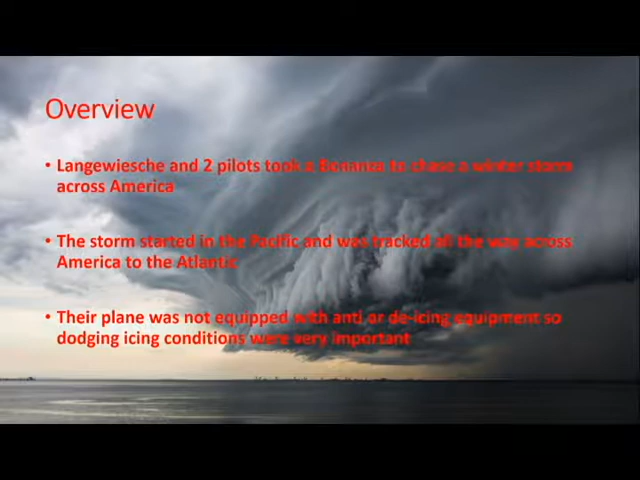 Overview
• Langewiesche and 2 pilots took a Bonanza to chase a winter storm
across America
• The storm started in the Pacific and was tracked all the way across
America to the Atlantic
• Their plane was not equipped with anti or de-icing equipment so
dodging icing conditions were very important